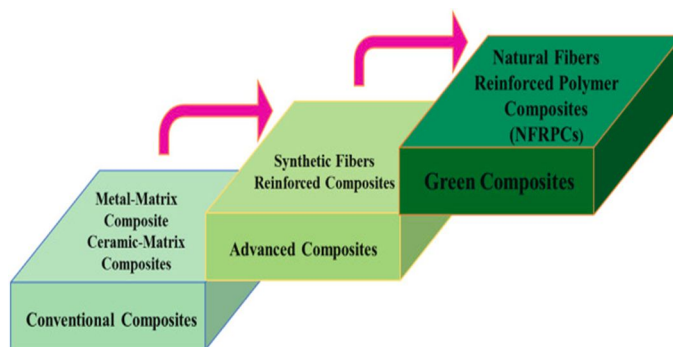 Natural Fibers
Reinforced Polymer
Composites
(NFRPCs)
Green Composites
Synthetic Fibers
Reinforced Composites
Advanced Composites
Metal-Matrix
Composite
Ceramic-Matrix
Composites
Conventional Composites